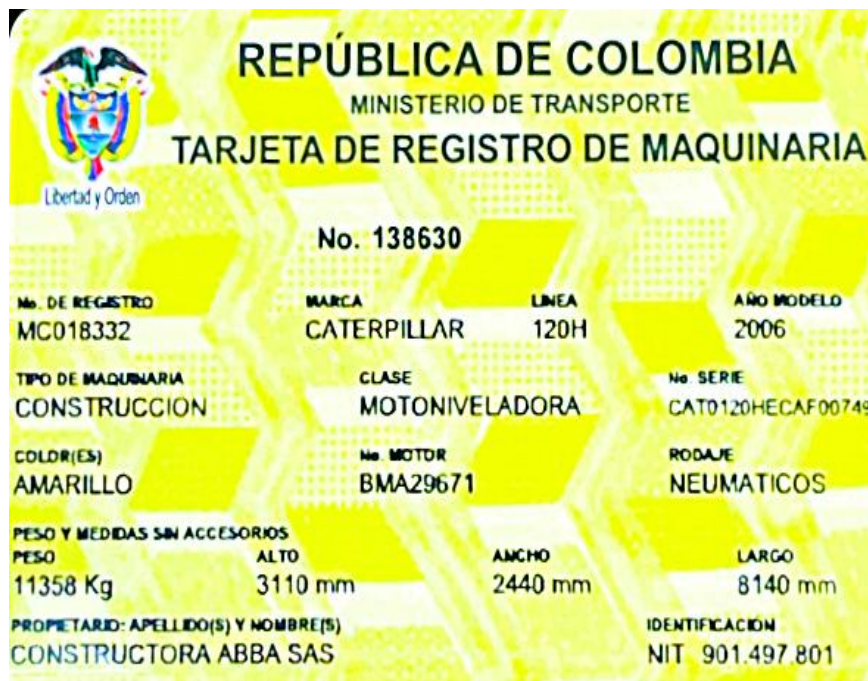 REPÚBLICA DE COLOMBIA
MINISTERIO DE TRANSPORTE
TARJETA DE REGISTRO DE MAQUINARIA
Libertad y Orden
No. 138630
No. DE REGISTRO MARCA LINEA AÑO MODELO
MC018332 CATERPILLAR 120H 2006
TIPO DE MAQUINARIA CLASE No. SERIE
CONSTRUCCION MOTONIVELADORA CAT0120HECAF00749
COLOR(ES) No. MOTOR RODAJE
AMARILLO BMA29671 NEUMATICOS
PESO Y MEDIDAS SIN ACCESORIOS
PESO ALTO ANCHO LARGO
11358 Kg 3110 mm 2440 mm 8140 mm
PROPIETARIO: APELLIDO(S) Y NOMBRE(S) IDENTIFICACION
CONSTRUCTORA ABBA SAS NIT 901.497.801